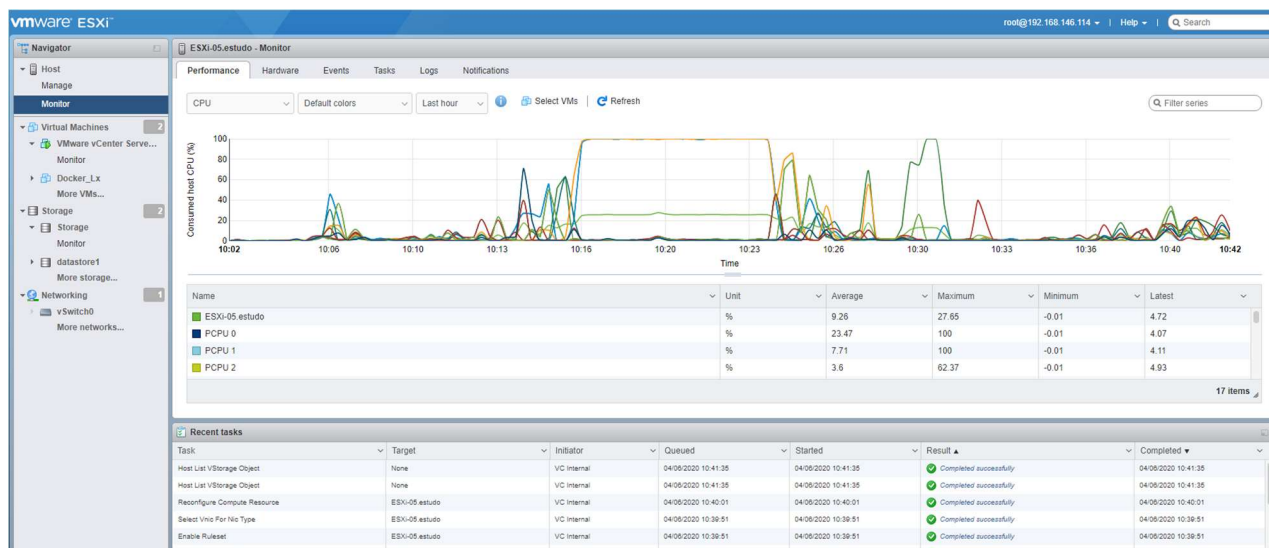 vmware ESXi™
root@192.168.146.114 | Help | Search
Navigator
Host
Manage
Monitor
Virtual Machines 2
VMware vCenter Serve...
Monitor
Docker_Lx
More VMs...
Storage 2
Storage
Monitor
datastore1
More storage...
Networking 1
vSwitch0
More networks...
ESXi-05.estudo - Monitor
Performance Hardware Events Tasks Logs Notifications
CPU Default colors Last hour Select VMs | Refresh Filter series
Consumed host CPU (%)
100
80
60
40
20
0
10:02 10:06 10:10 10:13 10:16 10:20 10:23 10:26 10:30 10:33 10:36 10:40 10:42
Time
Name Unit Average Maximum Minimum Latest
ESXi-05.estudo % 9.26 27.65 -0.01 4.72
PCPU 0 % 23.47 100 -0.01 4.07
PCPU 1 % 7.71 100 -0.01 4.11
PCPU 2 % 3.6 62.37 -0.01 4.93
17 items
Recent tasks
Task Target Initiator Queued Started Result Completed
Host List VStorage Object None VC Internal 04/06/2020 10:41:35 04/06/2020 10:41:35 Completed successfully 04/06/2020 10:41:35
Host List VStorage Object None VC Internal 04/06/2020 10:41:35 04/06/2020 10:41:35 Completed successfully 04/06/2020 10:41:35
Reconfigure Compute Resource ESXi-05.estudo VC Internal 04/06/2020 10:40:01 04/06/2020 10:40:01 Completed successfully 04/06/2020 10:40:01
Select Vnic For Nic Type ESXi-05.estudo VC Internal 04/06/2020 10:39:51 04/06/2020 10:39:51 Completed successfully 04/06/2020 10:39:51
Enable Ruleset ESXi-05.estudo VC Internal 04/06/2020 10:39:51 04/06/2020 10:39:51 Completed successfully 04/06/2020 10:39:51